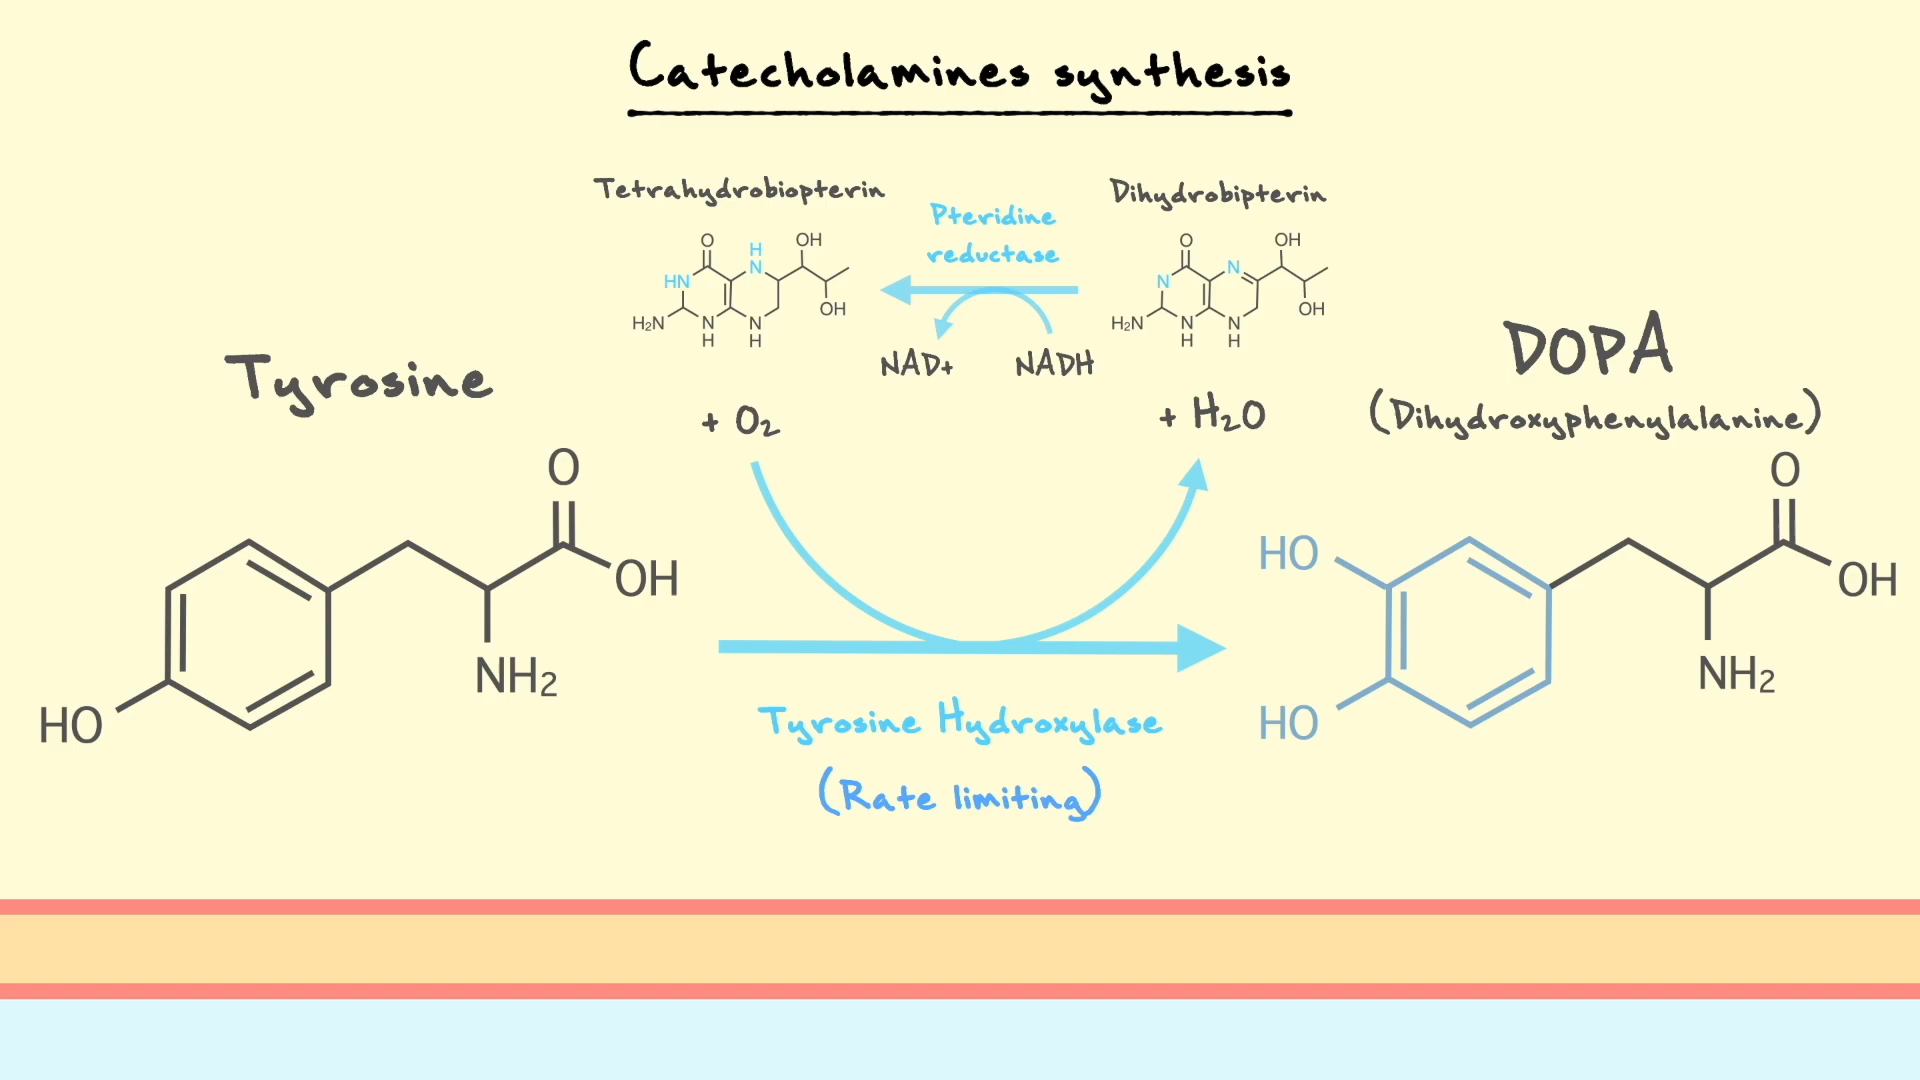 Catecholamines synthesis
Tetrahydrobiopterin
Dihydrobipterin
Pteridine
reductase
O
H
N
OH
HN
OH
H₂N
N
H
N
H
O
N
N
OH
OH
H₂N
N
H
N
H
NAD+
NADH
Tyrosine
DOPA
(Dihydroxyphenylalanine)
+ O₂
+ H₂O
O
OH
NH₂
HO
O
OH
NH₂
HO
HO
Tyrosine Hydroxylase
(Rate limiting)